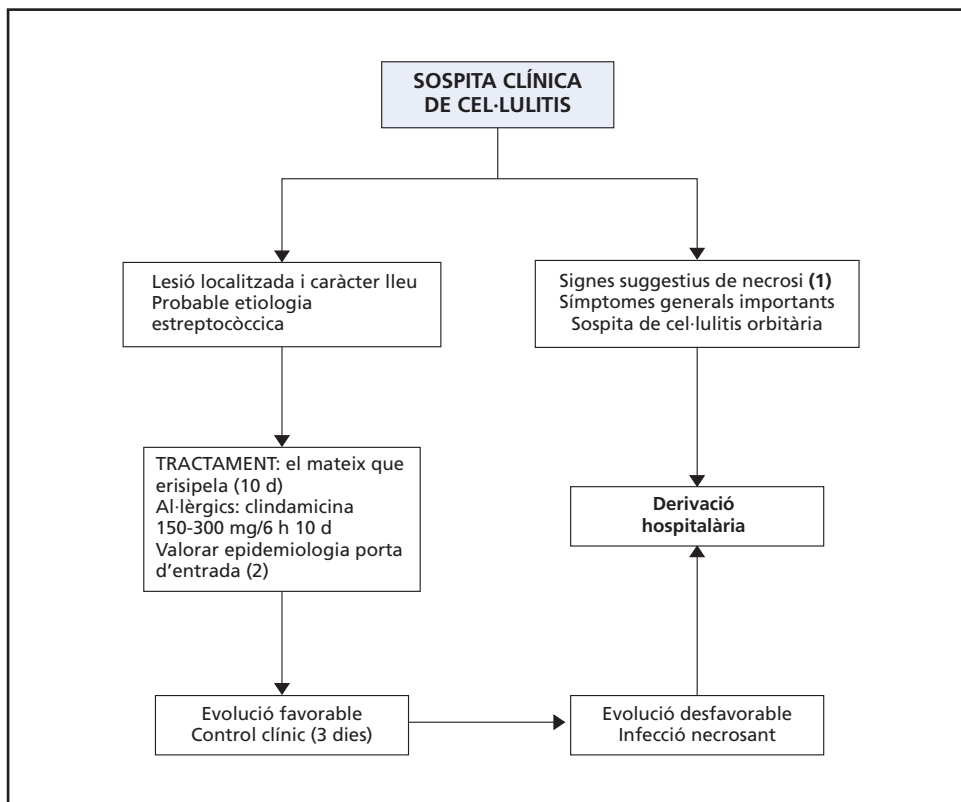 SOSPITA CLÍNICA
DE CEL·LULITIS
Lesió localitzada i caràcter lleu
Probable etiologia
estreptocòccica
Signes suggestius de necrosi (1)
Símptomes generals importants
Sospita de cel·lulitis orbitària
TRACTAMENT: el mateix que
erisipela (10 d)
Al·lèrgics: clindamicina
150-300 mg/6 h 10 d
Valorar epidemiologia porta
d’entrada (2)
Derivació
hospitalària
Evolució favorable
Control clínic (3 dies)
Evolució desfavorable
Infecció necrosant